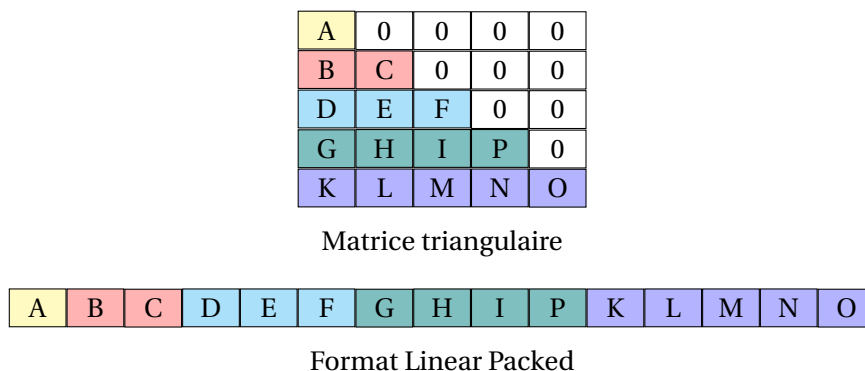 A 0 0 0 0
B C 0 0 0
D E F 0 0
G H I P 0
K L M N O
Matrice triangulaire
A B C D E F G H I P K L M N O
Format Linear Packed